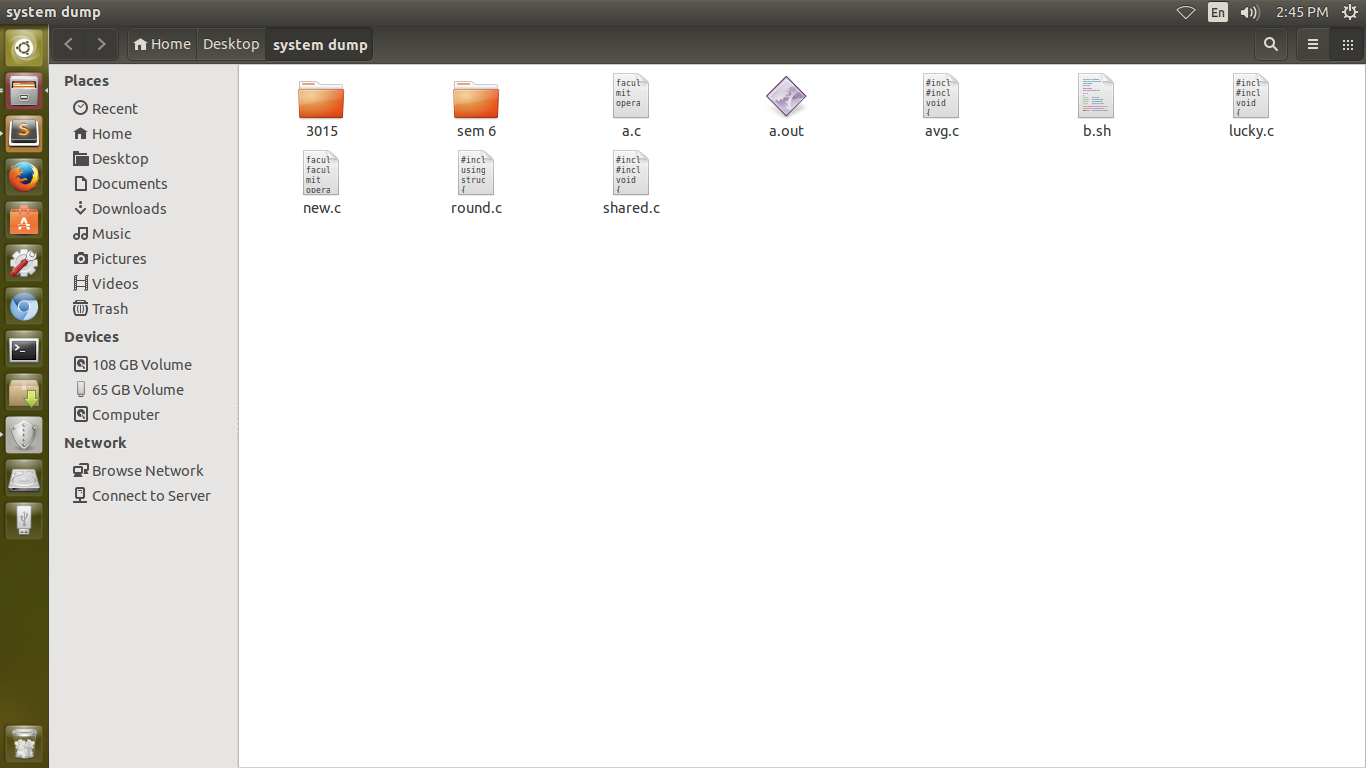 system dump
En
2:45 PM
Home
Desktop
system dump
Places
Recent
Home
Desktop
Documents
Downloads
Music
Pictures
Videos
Trash
Devices
108 GB Volume
65 GB Volume
Computer
Network
Browse Network
Connect to Server
3015
sem 6
facul
mit
opera
a.c
a.out
#incl
#incl
void
{
avg.c
b.sh
#incl
#incl
void
{
lucky.c
facul
facul
mit
opera
new.c
#incl
using
struc
{
round.c
#incl
#incl
void
{
shared.c